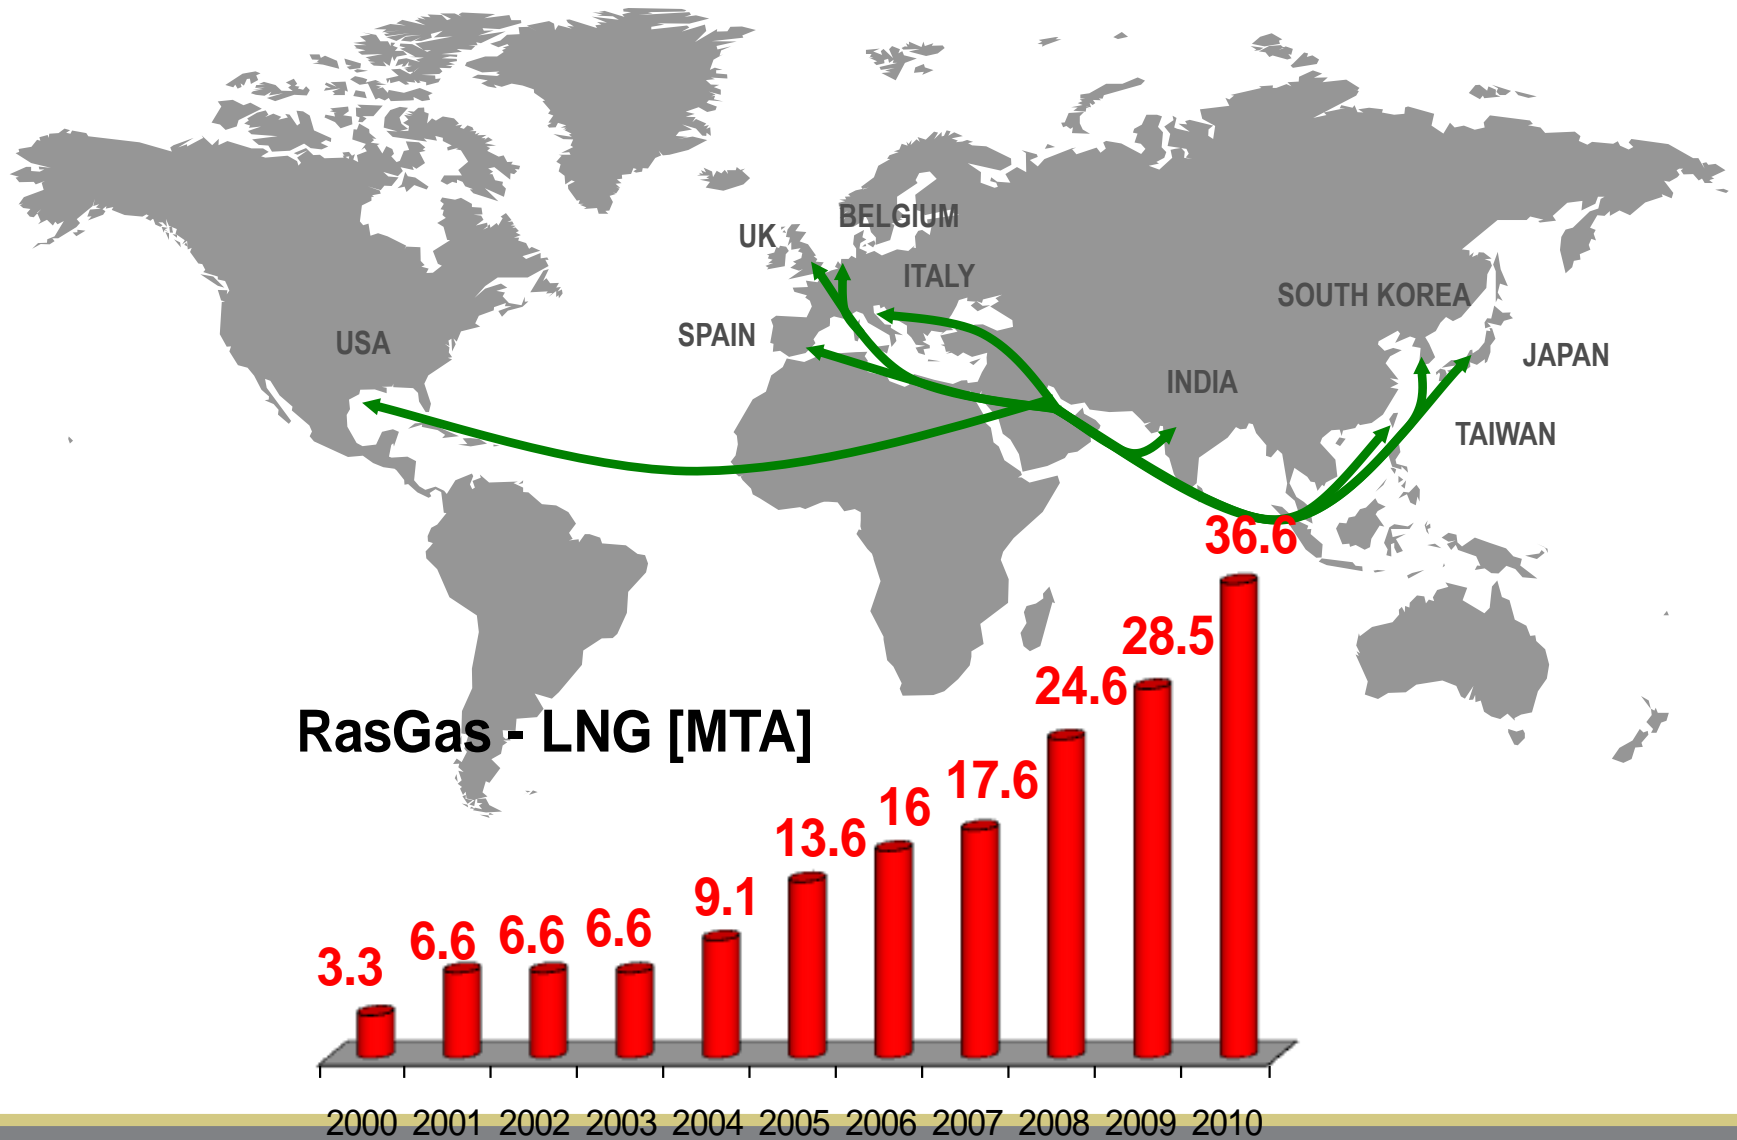 BELGIUM
UK
ITALY
SOUTH KOREA
SPAIN
USA
JAPAN
INDIA
TAIWAN
RasGas - LNG [MTA]
3.3
6.6
6.6
6.6
9.1
13.6
16
17.6
24.6
28.5
36.6
2000 2001 2002 2003 2004 2005 2006 2007 2008 2009 2010